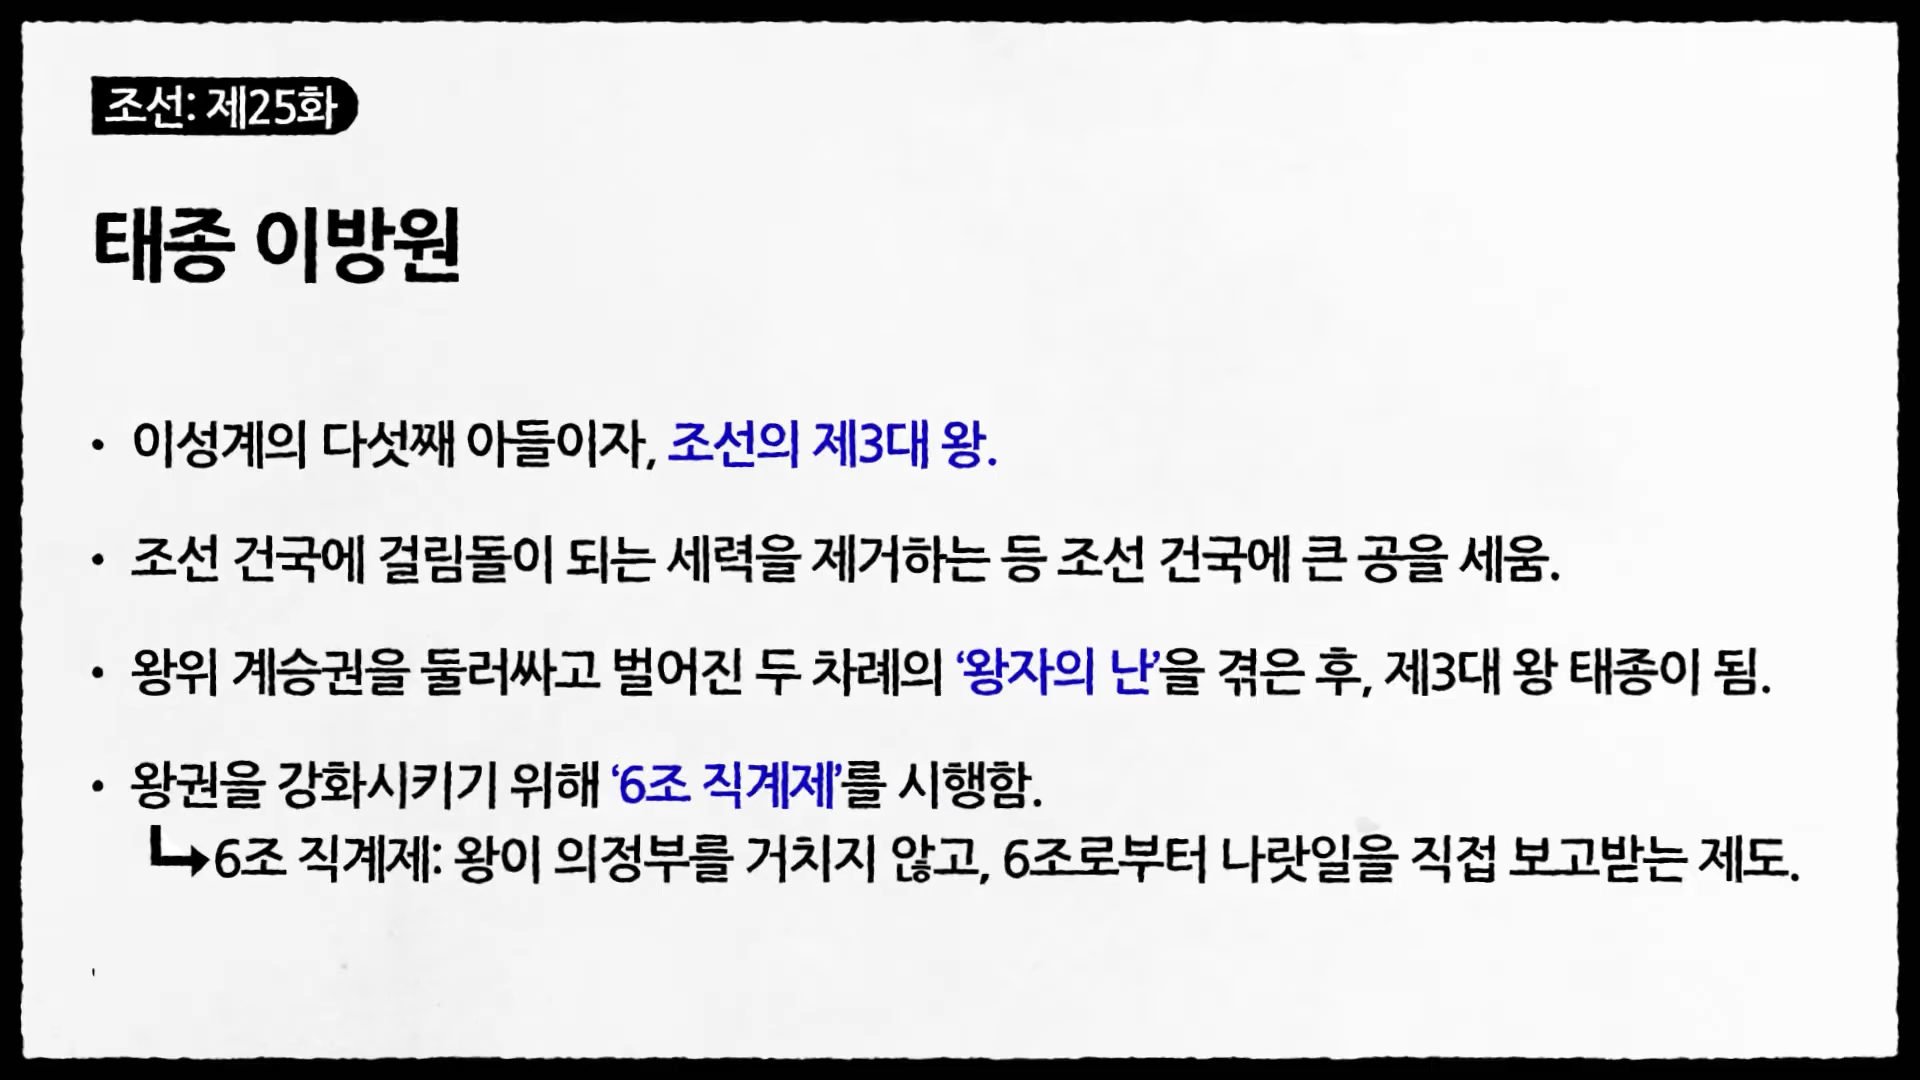 조선: 제25화
태종 이방원
• 이성계의 다섯째 아들이자, 조선의 제3대 왕.
• 조선 건국에 걸림돌이 되는 세력을 제거하는 등 조선 건국에 큰 공을 세움.
• 왕위 계승권을 둘러싸고 벌어진 두 차례의 ‘왕자의 난’을 겪은 후, 제3대 왕 태종이 됨.
• 왕권을 강화시키기 위해 ‘6조 직계제’를 시행함.
↳6조 직계제: 왕이 의정부를 거치지 않고, 6조로부터 나랏일을 직접 보고받는 제도.